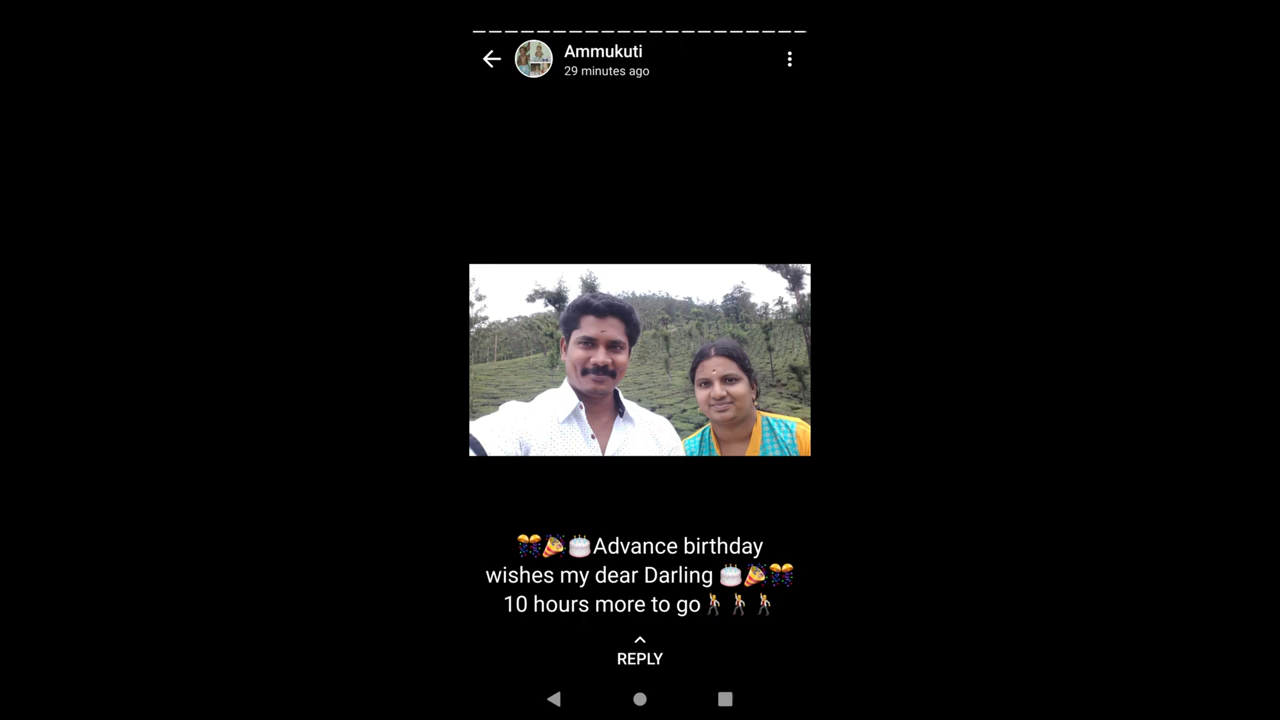 Ammukuti
29 minutes ago
🎊🎉🎂Advance birthday
wishes my dear Darling 🎂🎉🎊
10 hours more to go🕺🕺🕺
REPLY